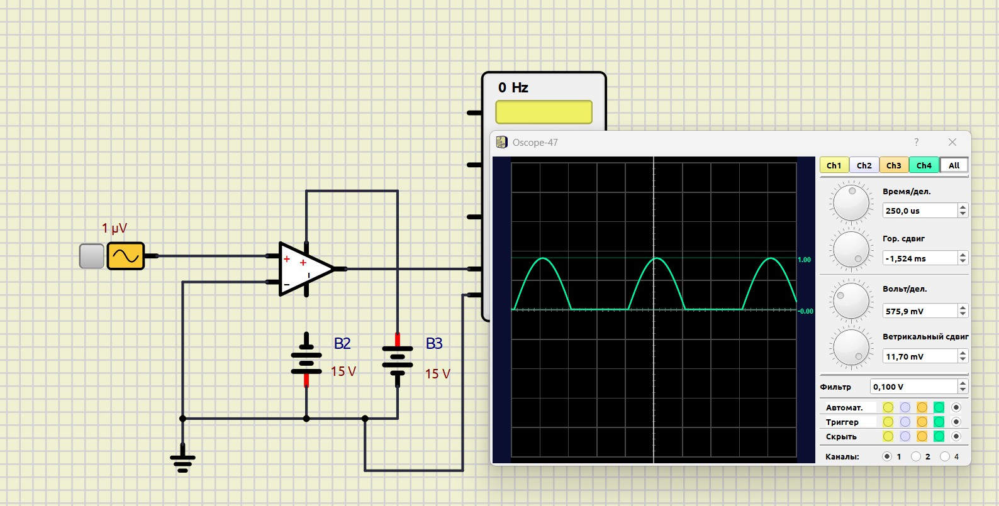 0 Hz
Oscope-47
?
Ch1 Ch2 Ch3 Ch4 All
Время/дел.
250,0 us
Гор. сдвиг
-1,524 ms
1.00
Вольт/дел.
575,9 mV
-0.00
Ветрикальный сдвиг
11,70 mV
Фильтр 0,100 V
Автомат.
Триггер
Скрыть
Каналы: 1 2 4
1 µV
+
+
−
−
B2
15 V
B3
15 V